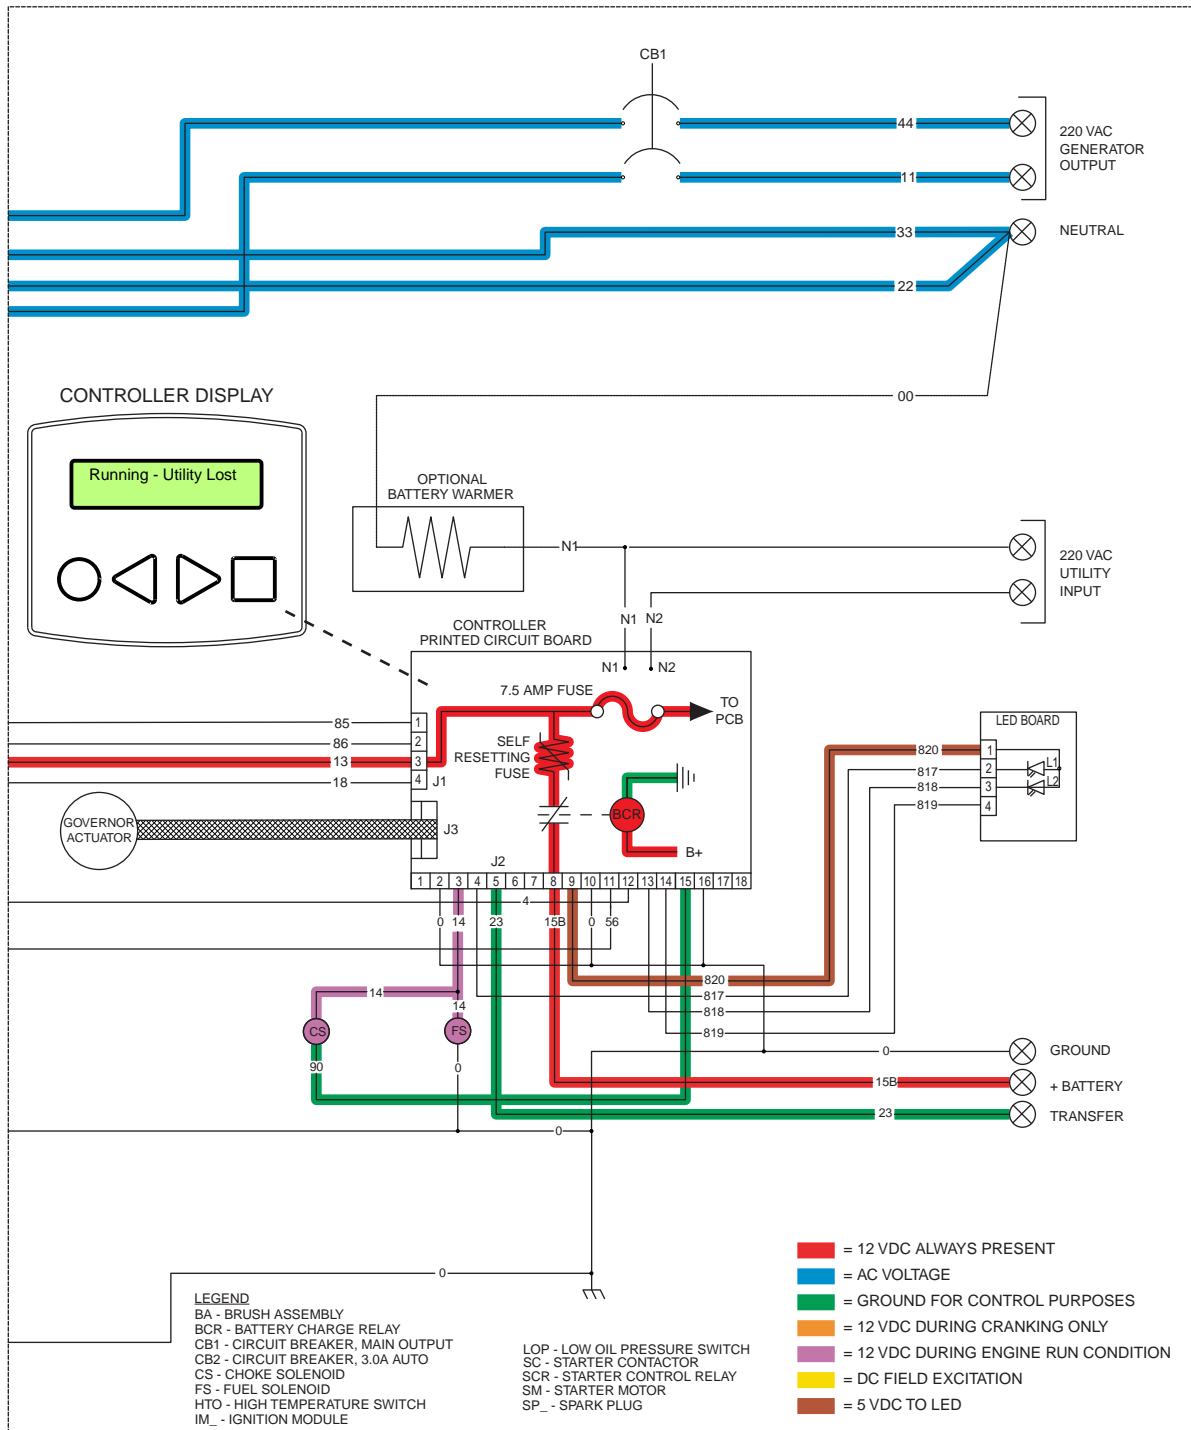 CB1
44
220 VAC
GENERATOR
OUTPUT
11
33
NEUTRAL
22
CONTROLLER DISPLAY
00
Running - Utility Lost
OPTIONAL
BATTERY WARMER
N1
220 VAC
UTILITY
INPUT
N1 N2
CONTROLLER
PRINTED CIRCUIT BOARD
N1 N2
7.5 AMP FUSE
TO
PCB
85 1
86 2
13 3
18 4 J1
SELF
RESETTING
FUSE
LED BOARD
820 1
817 2 L1
818 3 L2
819 4
GOVERNOR
ACTUATOR
J3
BCR
B+
J2
1 2 3 4 5 6 7 8 9 10 11 12 13 14 15 16 17 18
4
0 14 23 15B 0 56
820
14
817
14
818
CS FS
819
90 0
0 GROUND
15B + BATTERY
23 TRANSFER
0
0
LEGEND
BA - BRUSH ASSEMBLY
BCR - BATTERY CHARGE RELAY
CB1 - CIRCUIT BREAKER, MAIN OUTPUT
CB2 - CIRCUIT BREAKER, 3.0A AUTO
CS - CHOKE SOLENOID
FS - FUEL SOLENOID
HTO - HIGH TEMPERATURE SWITCH
IM_ - IGNITION MODULE
LOP - LOW OIL PRESSURE SWITCH
SC - STARTER CONTACTOR
SCR - STARTER CONTROL RELAY
SM - STARTER MOTOR
SP_ - SPARK PLUG
= 12 VDC ALWAYS PRESENT
= AC VOLTAGE
= GROUND FOR CONTROL PURPOSES
= 12 VDC DURING CRANKING ONLY
= 12 VDC DURING ENGINE RUN CONDITION
= DC FIELD EXCITATION
= 5 VDC TO LED